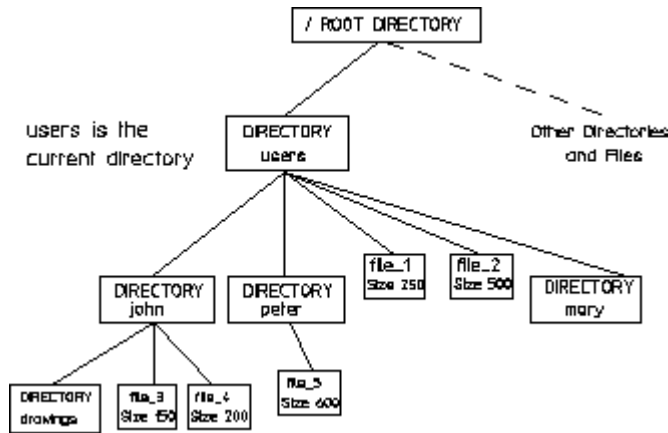 / ROOT DIRECTORY
users is the
current directory
DIRECTORY
users
Other Directories
and Files
file_1
Size 250
file_2
Size 500
DIRECTORY
john
DIRECTORY
peter
DIRECTORY
mary
DIRECTORY
drawings
file_3
Size 150
file_4
Size 200
file_5
Size 600